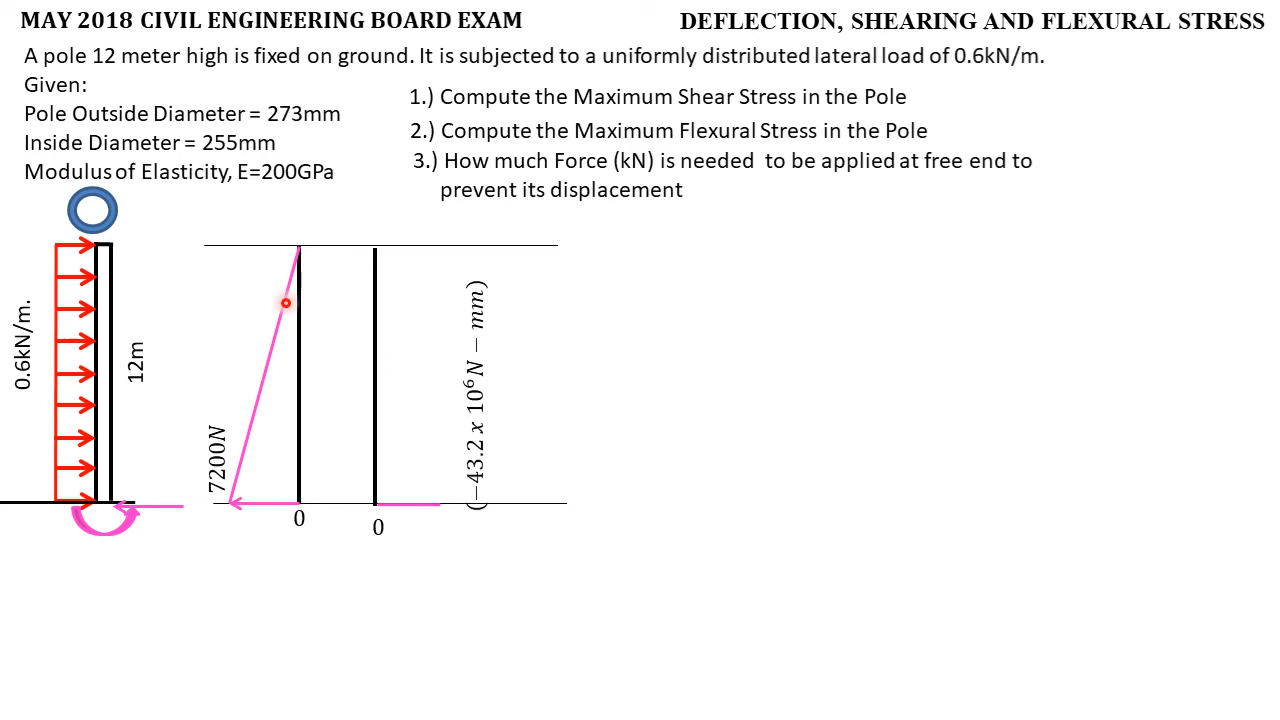 MAY 2018 CIVIL ENGINEERING BOARD EXAM
DEFLECTION, SHEARING AND FLEXURAL STRESS
A pole 12 meter high is fixed on ground. It is subjected to a uniformly distributed lateral load of 0.6kN/m.
Given:
Pole Outside Diameter = 273mm
Inside Diameter = 255mm
Modulus of Elasticity, E=200GPa
1.) Compute the Maximum Shear Stress in the Pole
2.) Compute the Maximum Flexural Stress in the Pole
3.) How much Force (kN) is needed to be applied at free end to
prevent its displacement
0.6kN/m.
12m
7200N
(−43.2 x 10⁶ N − mm)
0
0